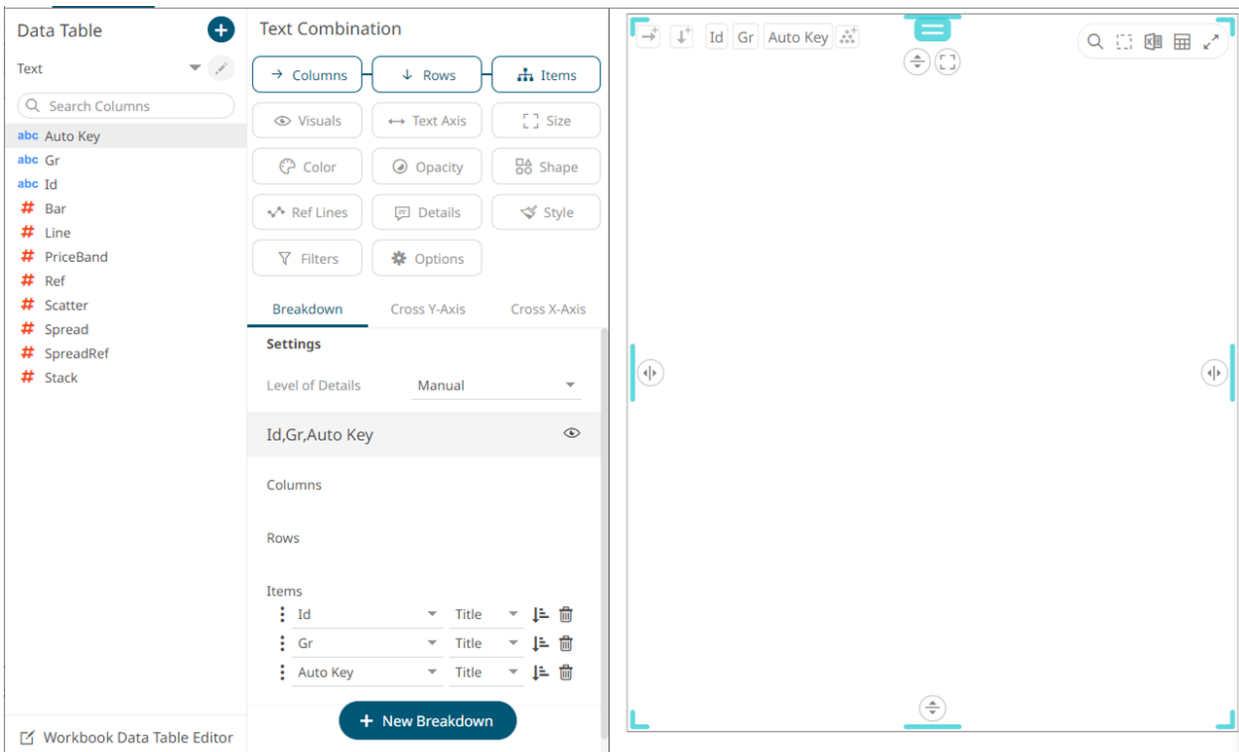 Data Table
Text
Search Columns
abc Auto Key
abc Gr
abc Id
# Bar
# Line
# PriceBand
# Ref
# Scatter
# Spread
# SpreadRef
# Stack
Workbook Data Table Editor
Text Combination
Columns Rows Items
Visuals Text Axis Size
Color Opacity Shape
Ref Lines Details Style
Filters Options
Breakdown Cross Y-Axis Cross X-Axis
Settings
Level of Details Manual
Id,Gr,Auto Key
Columns
Rows
Items
Id Title
Gr Title
Auto Key Title
+ New Breakdown
Id Gr Auto Key